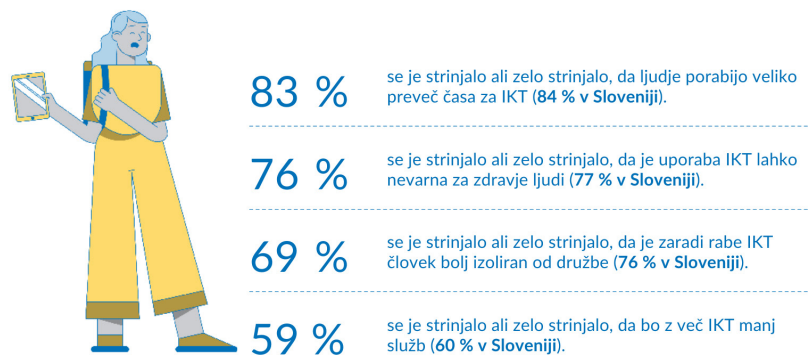 83 %
se je strinjalo ali zelo strinjalo, da ljudje porabijo veliko
preveč časa za IKT (84 % v Sloveniji).
76 %
se je strinjalo ali zelo strinjalo, da je uporaba IKT lahko
nevarna za zdravje ljudi (77 % v Sloveniji).
69 %
se je strinjalo ali zelo strinjalo, da je zaradi rabe IKT
človek bolj izoliran od družbe (76 % v Sloveniji).
59 %
se je strinjalo ali zelo strinjalo, da bo z več IKT manj
služb (60 % v Sloveniji).